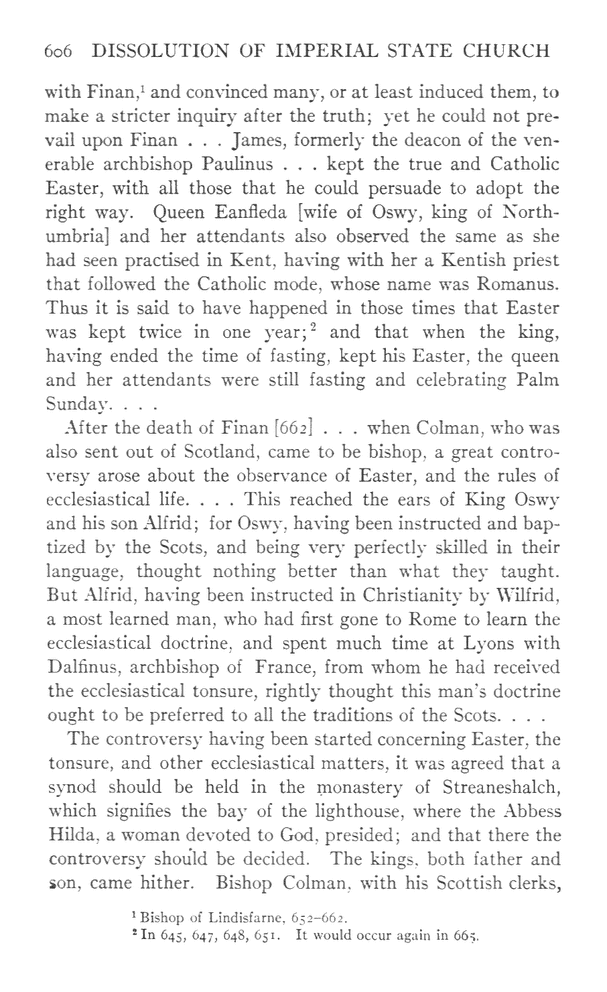 606 DISSOLUTION OF IMPERIAL STATE CHURCH
with Finan,¹ and convinced many, or at least induced them, to
make a stricter inquiry after the truth; yet he could not pre-
vail upon Finan . . . James, formerly the deacon of the ven-
erable archbishop Paulinus . . . kept the true and Catholic
Easter, with all those that he could persuade to adopt the
right way. Queen Eanfleda [wife of Oswy, king of North-
umbria] and her attendants also observed the same as she
had seen practised in Kent, having with her a Kentish priest
that followed the Catholic mode, whose name was Romanus.
Thus it is said to have happened in those times that Easter
was kept twice in one year;² and that when the king,
having ended the time of fasting, kept his Easter, the queen
and her attendants were still fasting and celebrating Palm
Sunday. . . .
After the death of Finan [662] . . . when Colman, who was
also sent out of Scotland, came to be bishop, a great contro-
versy arose about the observance of Easter, and the rules of
ecclesiastical life. . . . This reached the ears of King Oswy
and his son Alfrid; for Oswy, having been instructed and bap-
tized by the Scots, and being very perfectly skilled in their
language, thought nothing better than what they taught.
But Alfrid, having been instructed in Christianity by Wilfrid,
a most learned man, who had first gone to Rome to learn the
ecclesiastical doctrine, and spent much time at Lyons with
Dalfinus, archbishop of France, from whom he had received
the ecclesiastical tonsure, rightly thought this man's doctrine
ought to be preferred to all the traditions of the Scots. . . .
The controversy having been started concerning Easter, the
tonsure, and other ecclesiastical matters, it was agreed that a
synod should be held in the monastery of Streaneshalch,
which signifies the bay of the lighthouse, where the Abbess
Hilda, a woman devoted to God, presided; and that there the
controversy should be decided. The kings, both father and
son, came hither. Bishop Colman, with his Scottish clerks,
¹ Bishop of Lindisfarne, 652–662.
² In 645, 647, 648, 651. It would occur again in 665.